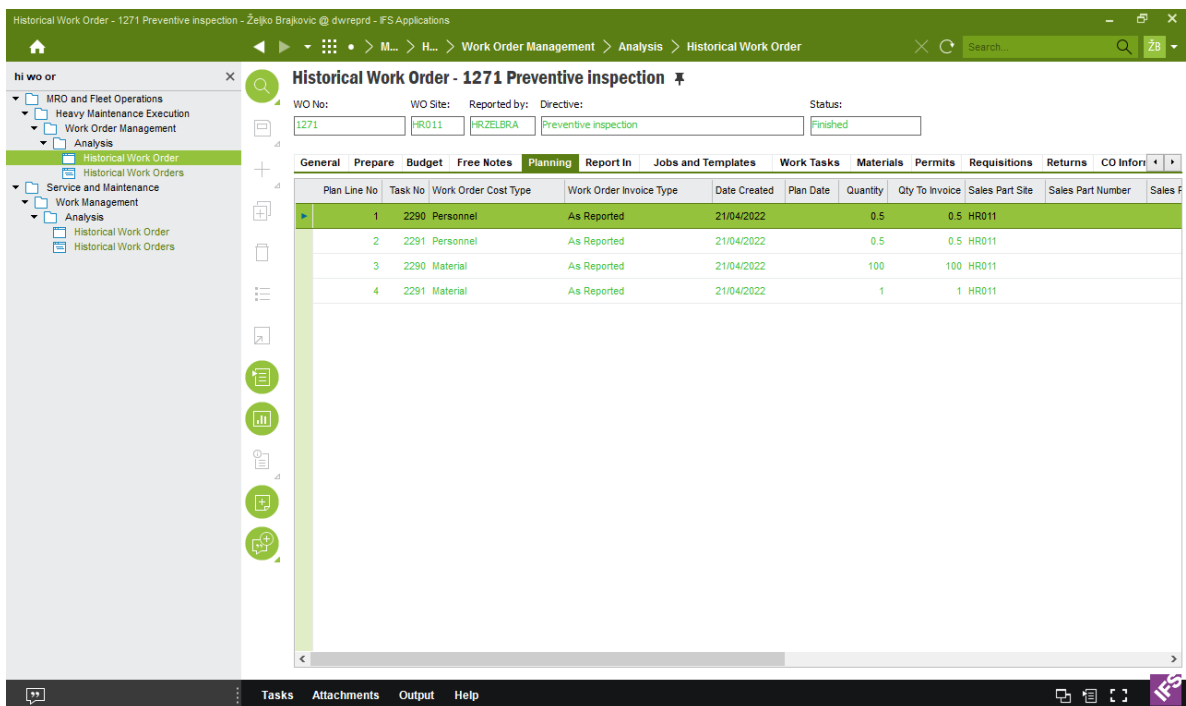 Historical Work Order - 1271 Preventive inspection - Željko Brajkovic @ dwreprd - IFS Applications
M... > H... > Work Order Management > Analysis > Historical Work Order
Search...
ŽB
hi wo or
MRO and Fleet Operations
Heavy Maintenance Execution
Work Order Management
Analysis
Historical Work Order
Historical Work Orders
Service and Maintenance
Work Management
Analysis
Historical Work Order
Historical Work Orders
Historical Work Order - 1271 Preventive inspection
WO No: WO Site: Reported by: Directive: Status:
1271 HR011 HRZELBRA Preventive inspection Finished
General Prepare Budget Free Notes Planning Report In Jobs and Templates Work Tasks Materials Permits Requisitions Returns CO Inforr
Plan Line No Task No Work Order Cost Type Work Order Invoice Type Date Created Plan Date Quantity Qty To Invoice Sales Part Site Sales Part Number Sales P
1 2290 Personnel As Reported 21/04/2022 0.5 0.5 HR011
2 2291 Personnel As Reported 21/04/2022 0.5 0.5 HR011
3 2290 Material As Reported 21/04/2022 100 100 HR011
4 2291 Material As Reported 21/04/2022 1 1 HR011
Tasks Attachments Output Help
IFS